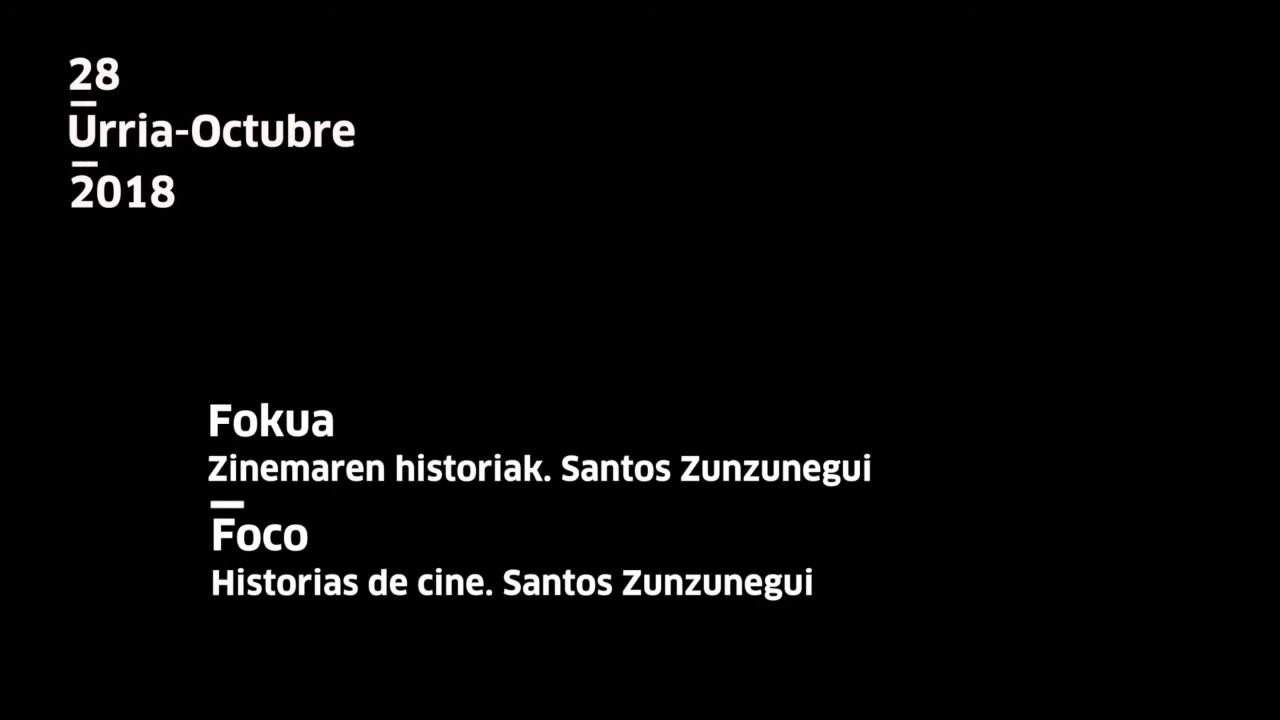 28
Urria-Octubre
2018
Fokua
Zinemaren historiak. Santos Zunzunegui
Foco
Historias de cine. Santos Zunzunegui